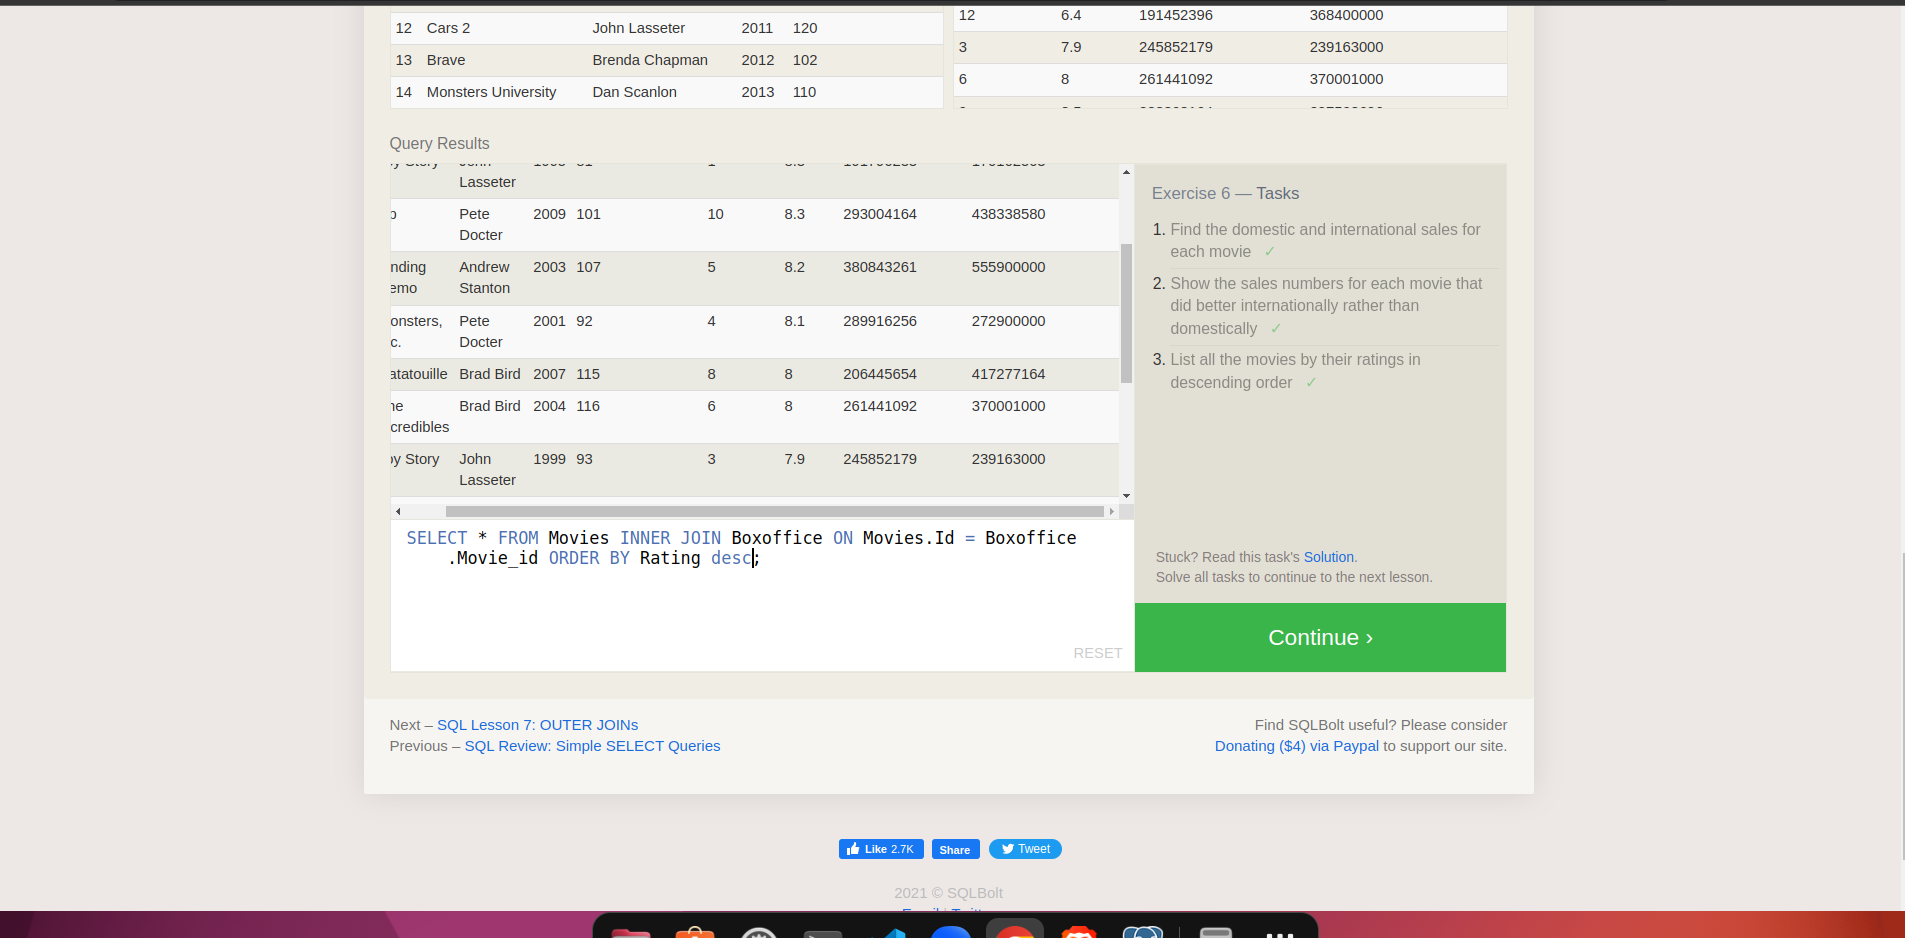 12 Cars 2 John Lasseter 2011 120
13 Brave Brenda Chapman 2012 102
14 Monsters University Dan Scanlon 2013 110
12 6.4 191452396 368400000
3 7.9 245852179 239163000
6 8 261441092 370001000
Query Results
Lasseter
Pete 2009 101 10 8.3 293004164 438338580
Docter
nding Andrew 2003 107 5 8.2 380843261 555900000
emo Stanton
onsters, Pete 2001 92 4 8.1 289916256 272900000
c. Docter
atatouille Brad Bird 2007 115 8 8 206445654 417277164
he Brad Bird 2004 116 6 8 261441092 370001000
credibles
oy Story John 1999 93 3 7.9 245852179 239163000
Lasseter
SELECT * FROM Movies INNER JOIN Boxoffice ON Movies.Id = Boxoffice
.Movie_id ORDER BY Rating desc;
RESET
Exercise 6 — Tasks
1. Find the domestic and international sales for
each movie ✓
2. Show the sales numbers for each movie that
did better internationally rather than
domestically ✓
3. List all the movies by their ratings in
descending order ✓
Stuck? Read this task's Solution.
Solve all tasks to continue to the next lesson.
Continue ›
Next – SQL Lesson 7: OUTER JOINs
Previous – SQL Review: Simple SELECT Queries
Find SQLBolt useful? Please consider
Donating ($4) via Paypal to support our site.
Like 2.7K Share Tweet
2021 © SQLBolt